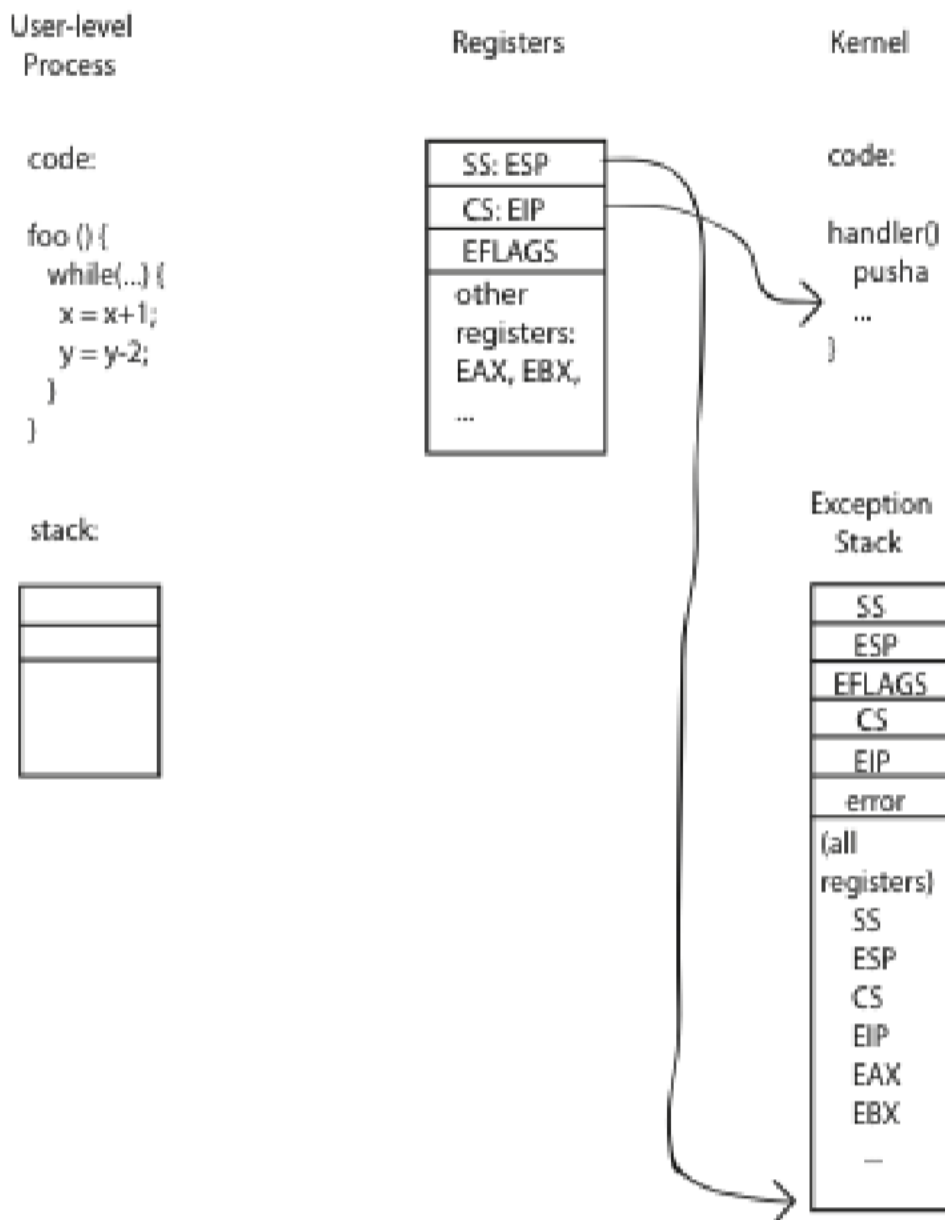 User-level
Process
code:
foo () {
while(...) {
x = x+1;
y = y-2;
}
}
stack:
Registers
SS: ESP
CS: EIP
EFLAGS
other
registers:
EAX, EBX,
...
Kernel
code:
handler()
pusha
...
}
Exception
Stack
SS
ESP
EFLAGS
CS
EIP
error
(all
registers)
SS
ESP
CS
EIP
EAX
EBX
...